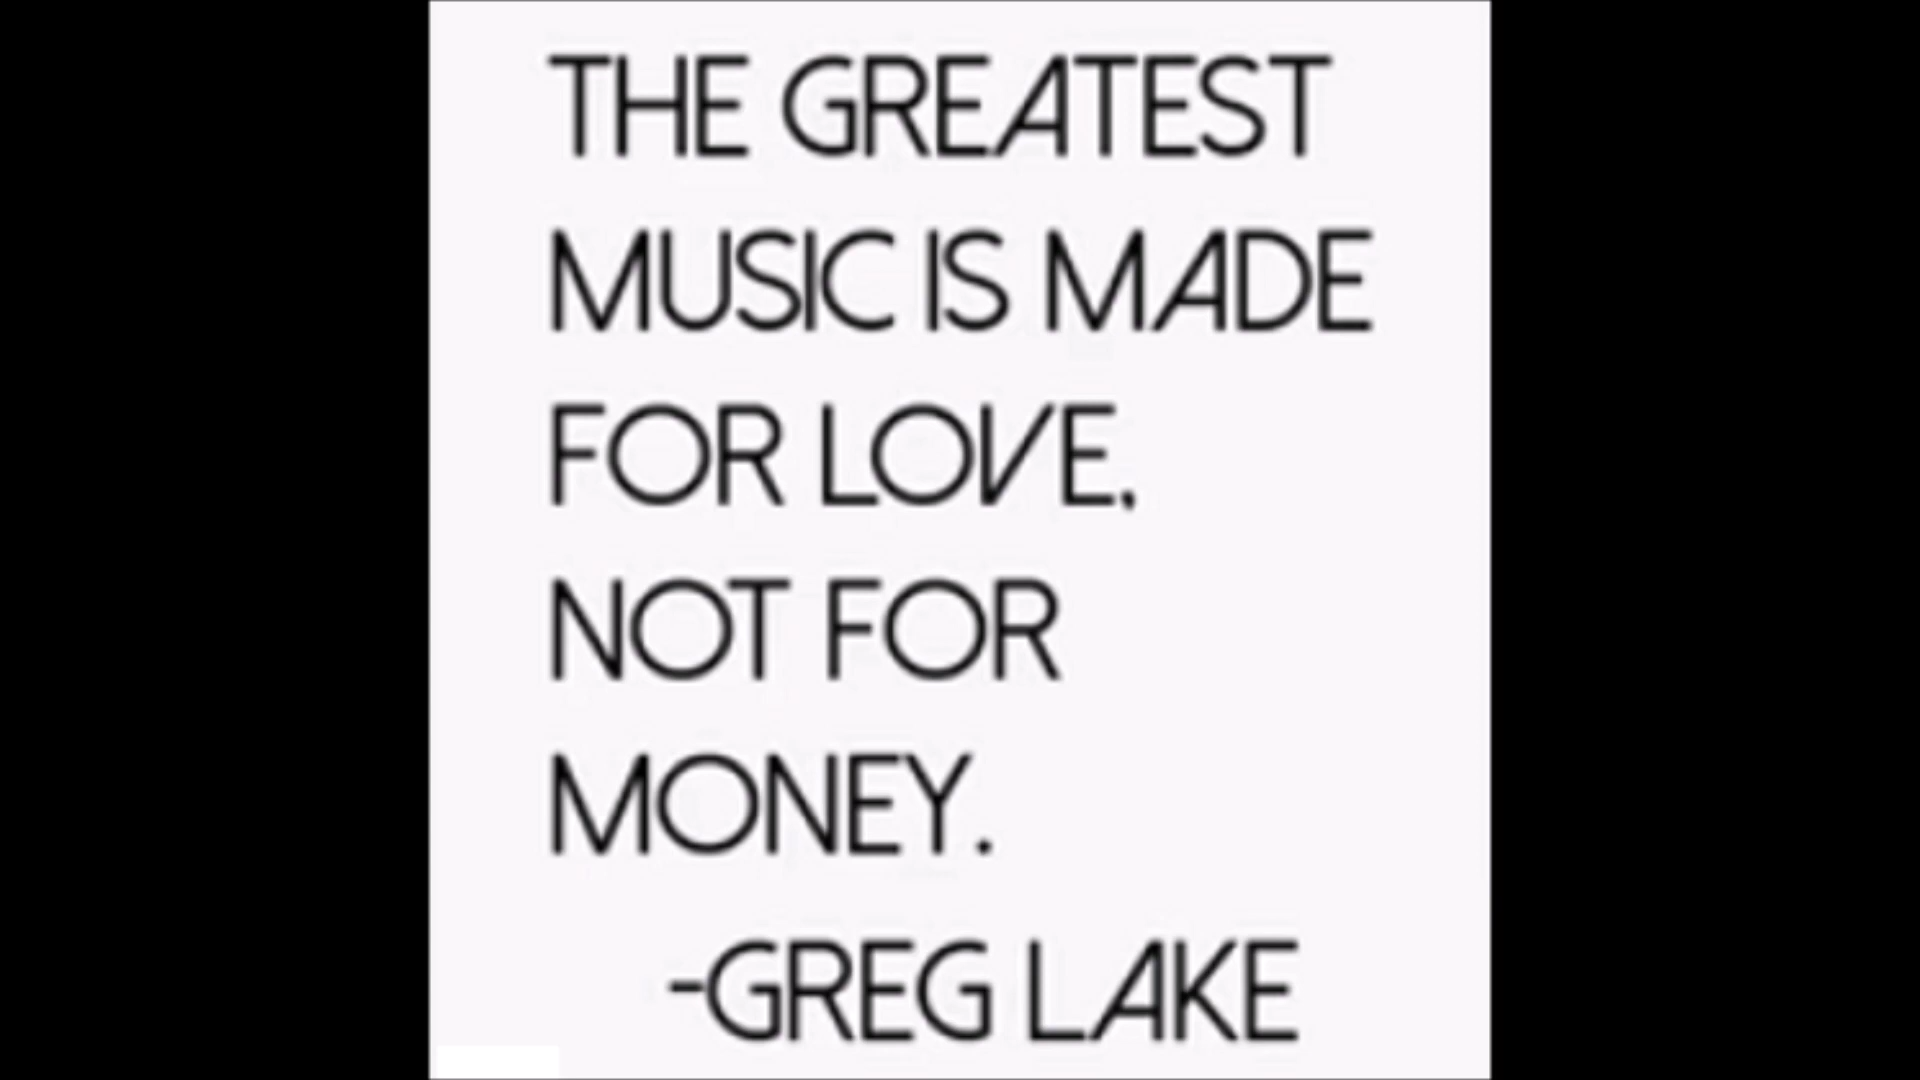 THE GREATEST
MUSIC IS MADE
FOR LOVE,
NOT FOR
MONEY.
-GREG LAKE